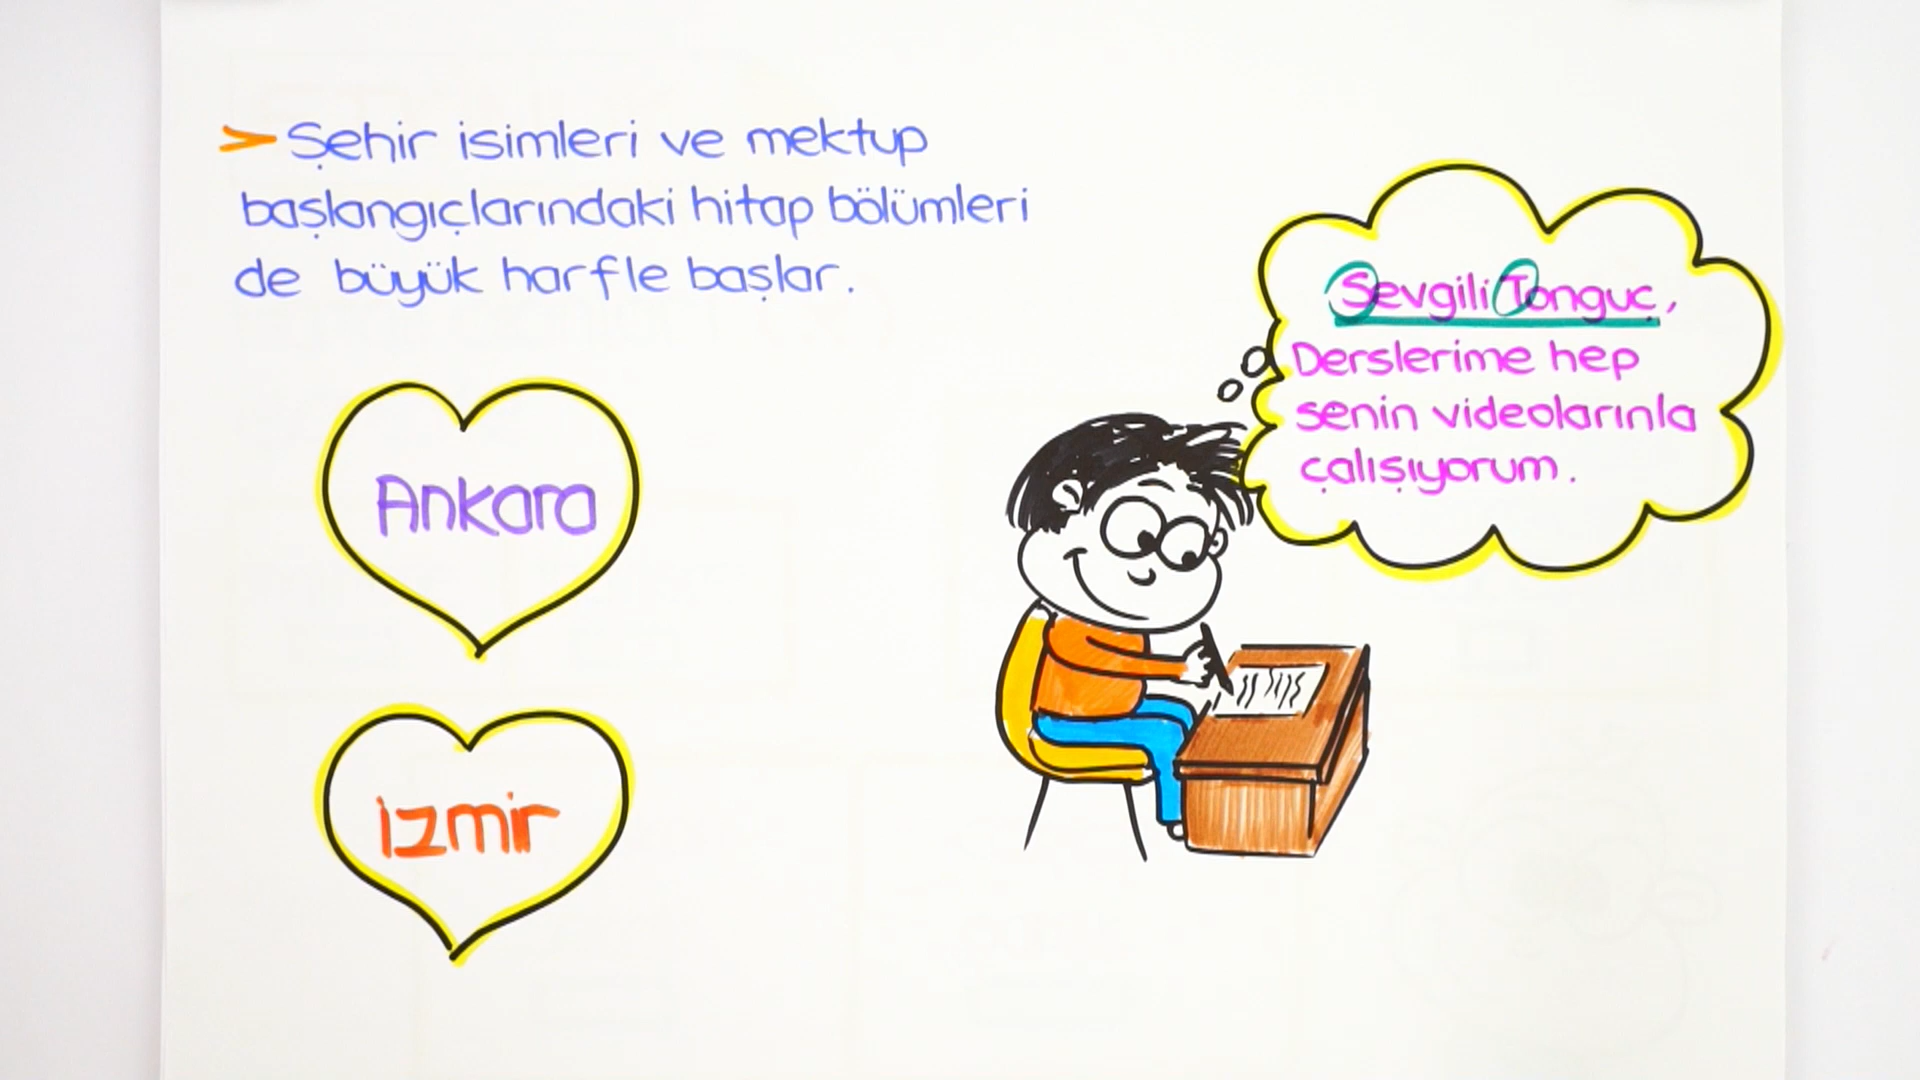 > Şehir isimleri ve mektup
başlangıçlarındaki hitap bölümleri
de büyük harfle başlar.
Ankara
İzmir
Sevgili Tonguç,
Derslerime hep
senin videolarınla
çalışıyorum.